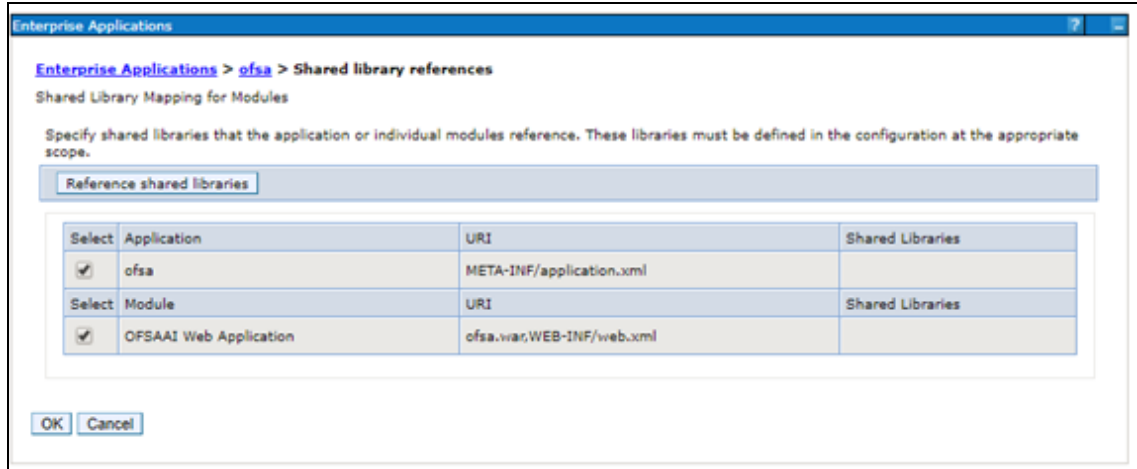 Enterprise Applications ? -
Enterprise Applications > ofsa > Shared library references
Shared Library Mapping for Modules
Specify shared libraries that the application or individual modules reference. These libraries must be defined in the configuration at the appropriate
scope.
Reference shared libraries
Select Application URI Shared Libraries
ofsa META-INF/application.xml
Select Module URI Shared Libraries
OFSAAI Web Application ofsa.war,WEB-INF/web.xml
OK Cancel